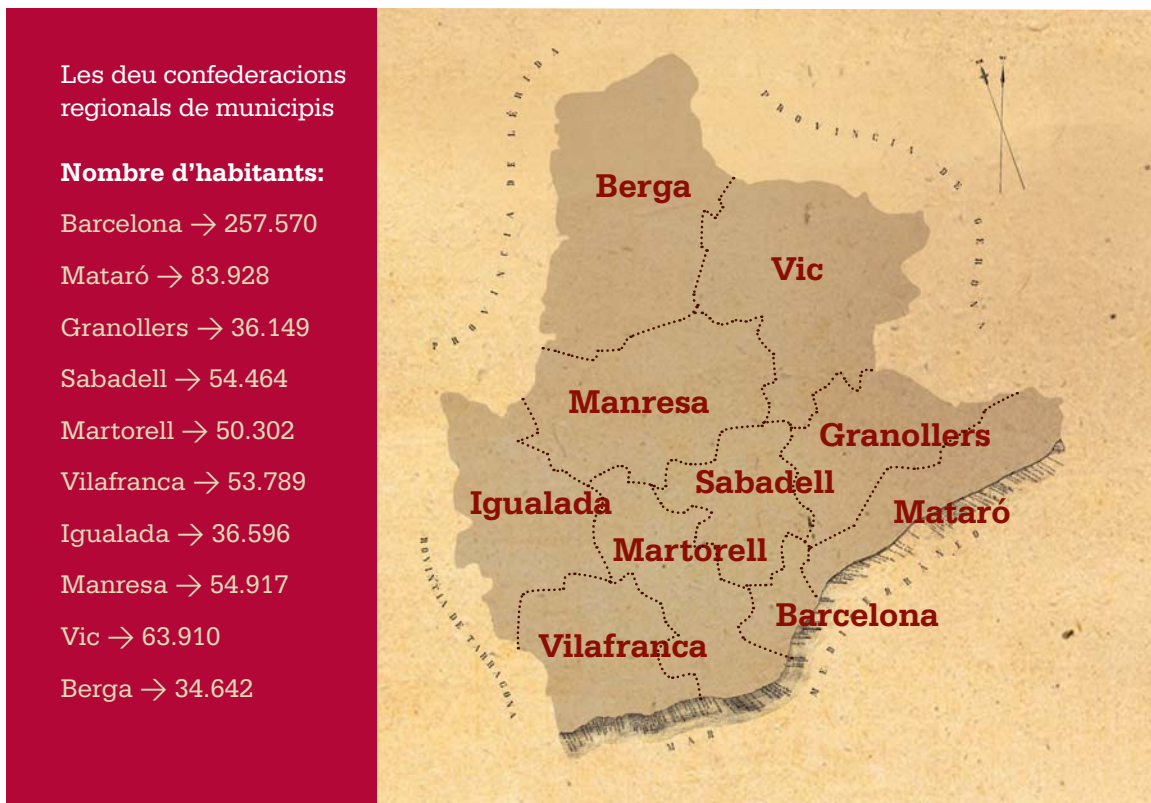 Les deu confederacions
regionals de municipis
Nombre d'habitants:
Barcelona → 257.570
Mataró → 83.928
Granollers → 36.149
Sabadell → 54.464
Martorell → 50.302
Vilafranca → 53.789
Igualada → 36.596
Manresa → 54.917
Vic → 63.910
Berga → 34.642
PROVINCIA DE LÉRIDA
PROVINCIA DE GERONA
Berga
Vic
Manresa
Granollers
Sabadell
Igualada
Mataró
Martorell
Barcelona
Vilafranca
DE TARRAGONA
MAR